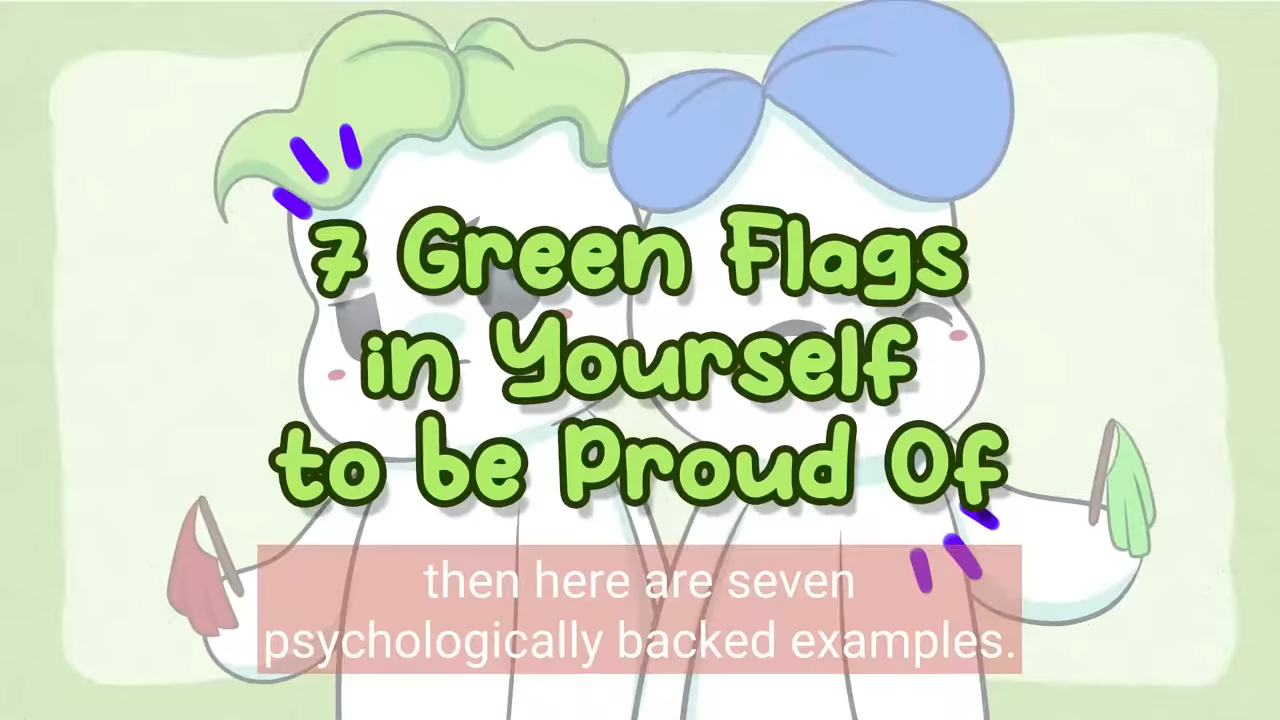 7 Green Flags
in Yourself
to be Proud Of
then here are seven
psychologically backed examples.